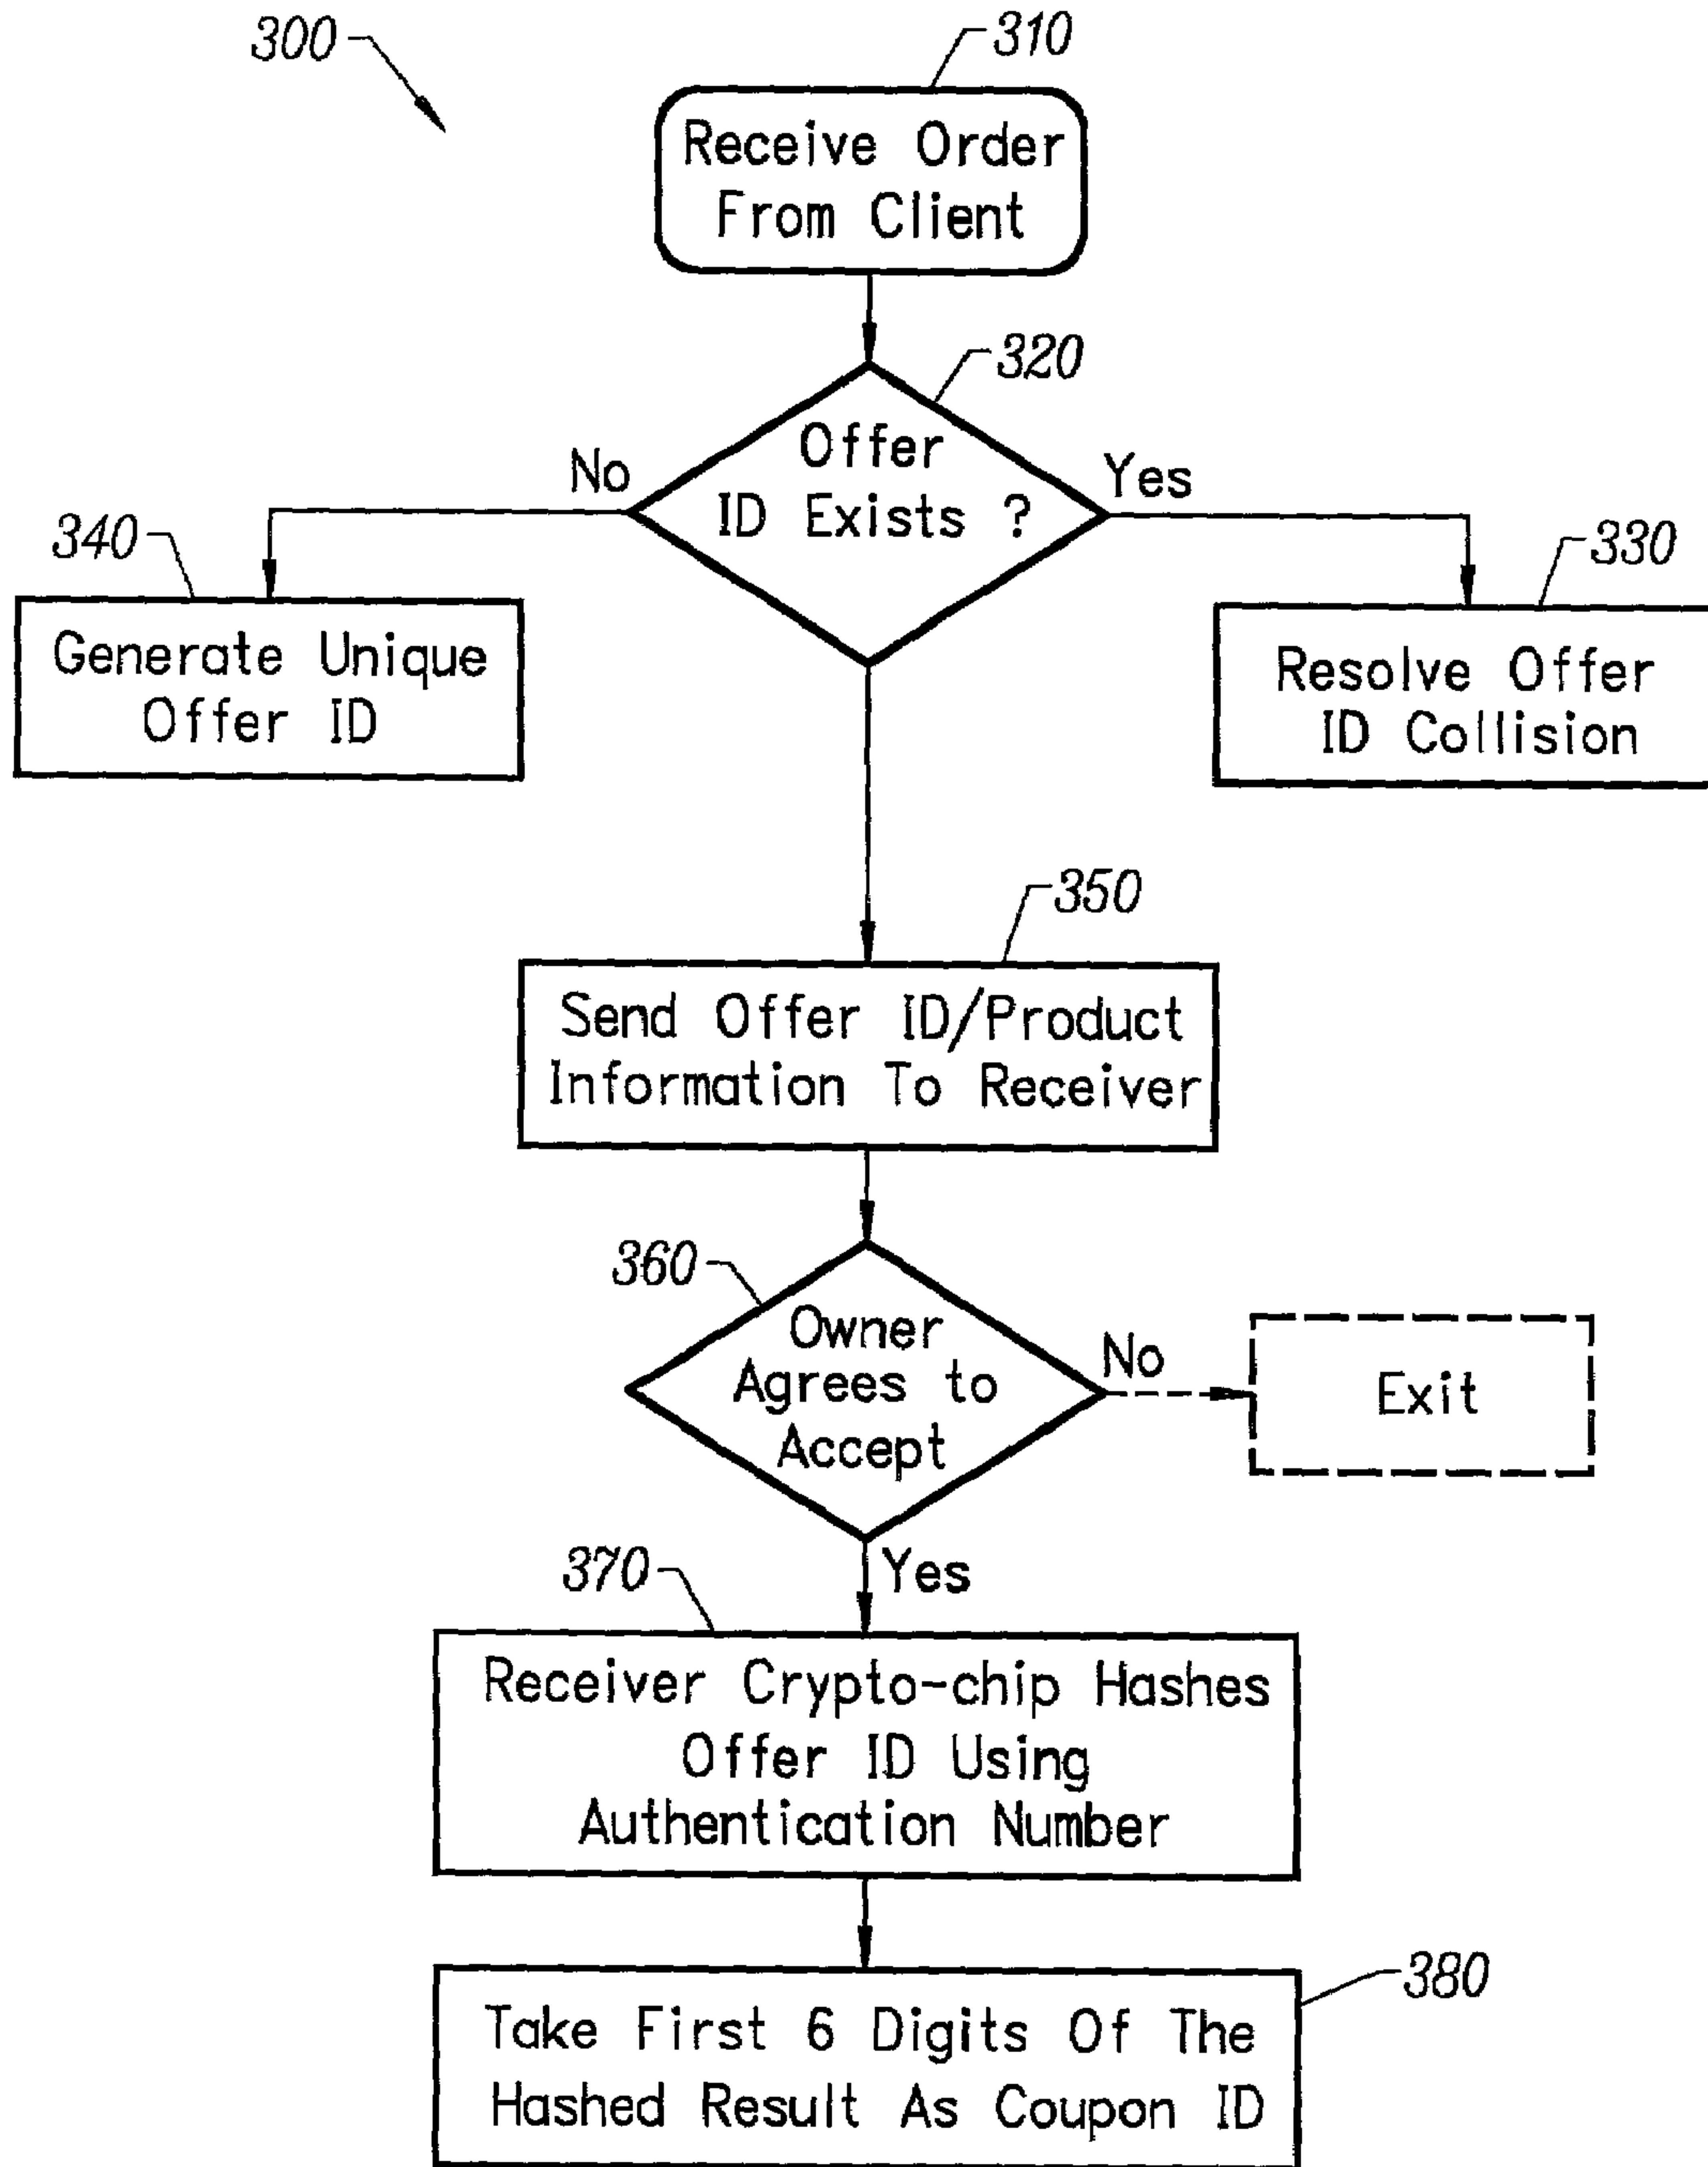 300
310
Receive Order
From Client
320
Offer
ID Exists ?
No
Yes
340
330
Generate Unique
Offer ID
Resolve Offer
ID Collision
350
Send Offer ID/Product
Information To Receiver
360
Owner
Agrees to
Accept
No
Exit
Yes
370
Receiver Crypto-chip Hashes
Offer ID Using
Authentication Number
380
Take First 6 Digits Of The
Hashed Result As Coupon ID